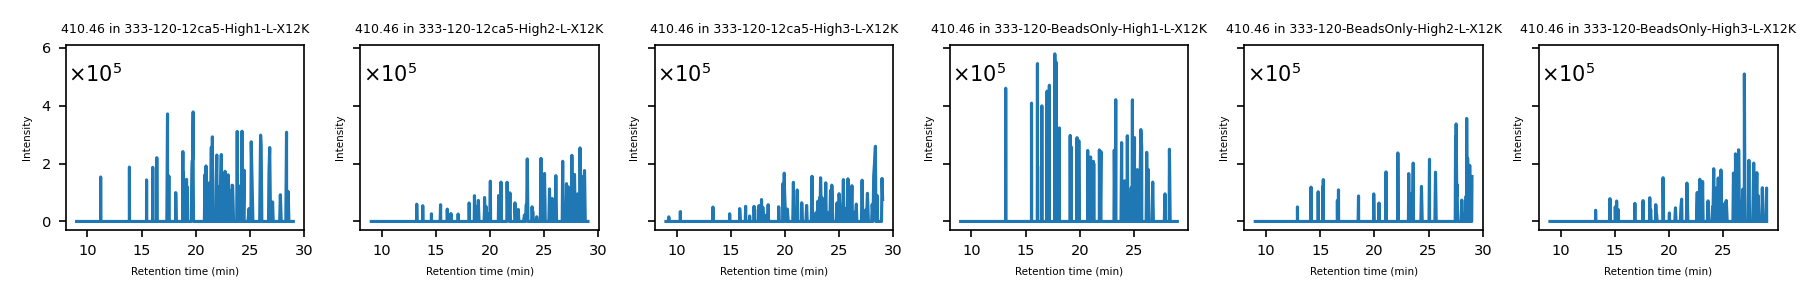 410.46 in 333-120-12ca5-High1-L-X12K
410.46 in 333-120-12ca5-High2-L-X12K
410.46 in 333-120-12ca5-High3-L-X12K
410.46 in 333-120-BeadsOnly-High1-L-X12K
410.46 in 333-120-BeadsOnly-High2-L-X12K
410.46 in 333-120-BeadsOnly-High3-L-X12K
×10⁵
×10⁵
×10⁵
×10⁵
×10⁵
×10⁵
6
4
2
0
Intensity
Intensity
Intensity
Intensity
Intensity
Intensity
10 15 20 25 30
10 15 20 25 30
10 15 20 25 30
10 15 20 25
10 15 20 25 30
10 15 20 25
Retention time (min)
Retention time (min)
Retention time (min)
Retention time (min)
Retention time (min)
Retention time (min)